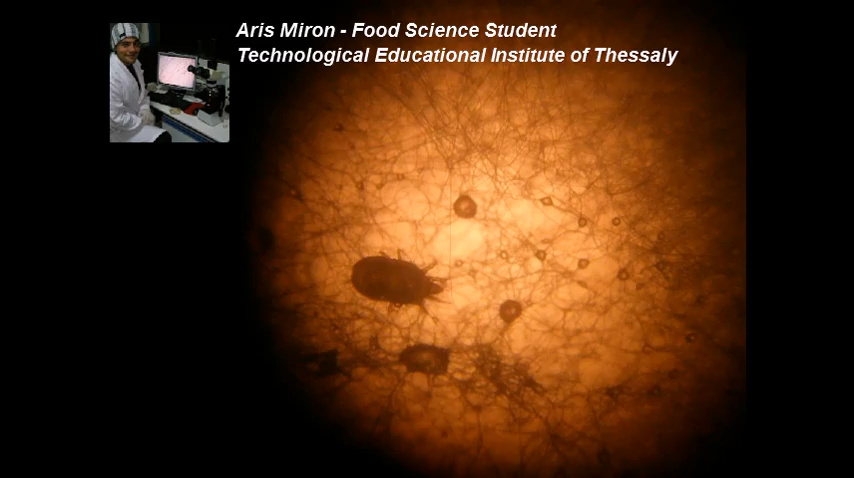 Aris Miron - Food Science Student
Technological Educational Institute of Thessaly